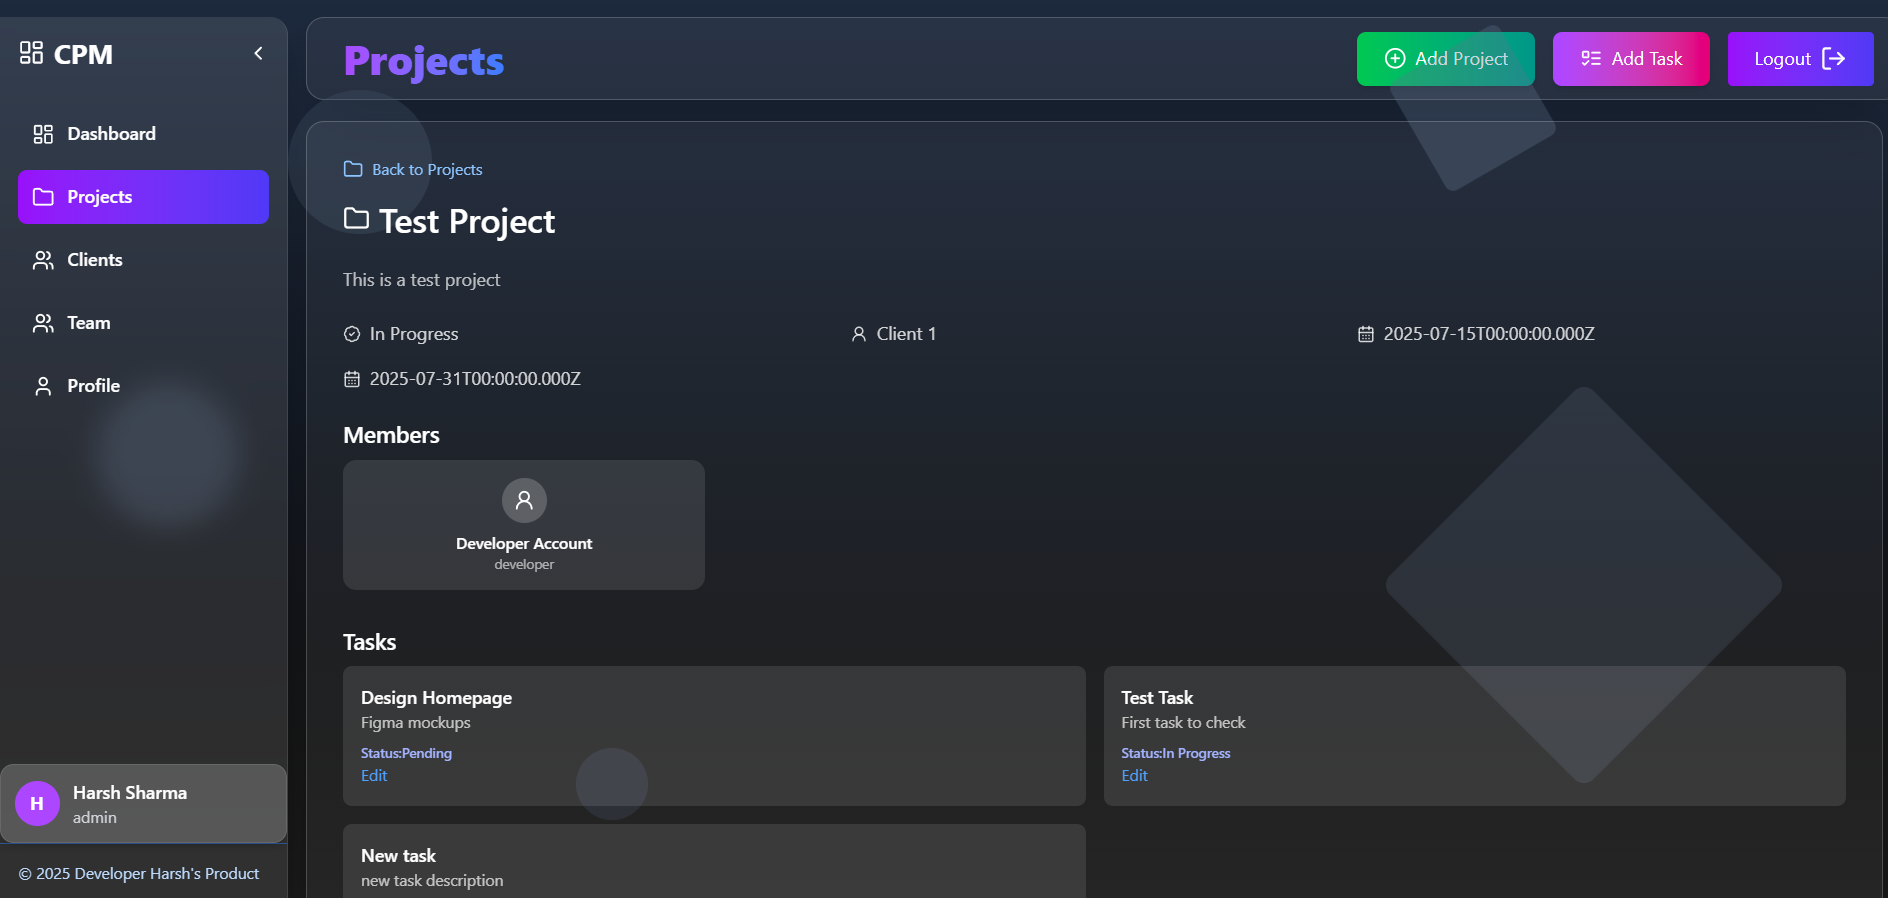 CPM
Dashboard
Projects
Clients
Team
Profile
Harsh Sharma
admin
© 2025 Developer Harsh's Product
Projects
Add Project
Add Task
Logout
Back to Projects
Test Project
This is a test project
In Progress
Client 1
2025-07-15T00:00:00.000Z
2025-07-31T00:00:00.000Z
Members
Developer Account
developer
Tasks
Design Homepage
Figma mockups
Status:Pending
Edit
Test Task
First task to check
Status:In Progress
Edit
New task
new task description
H